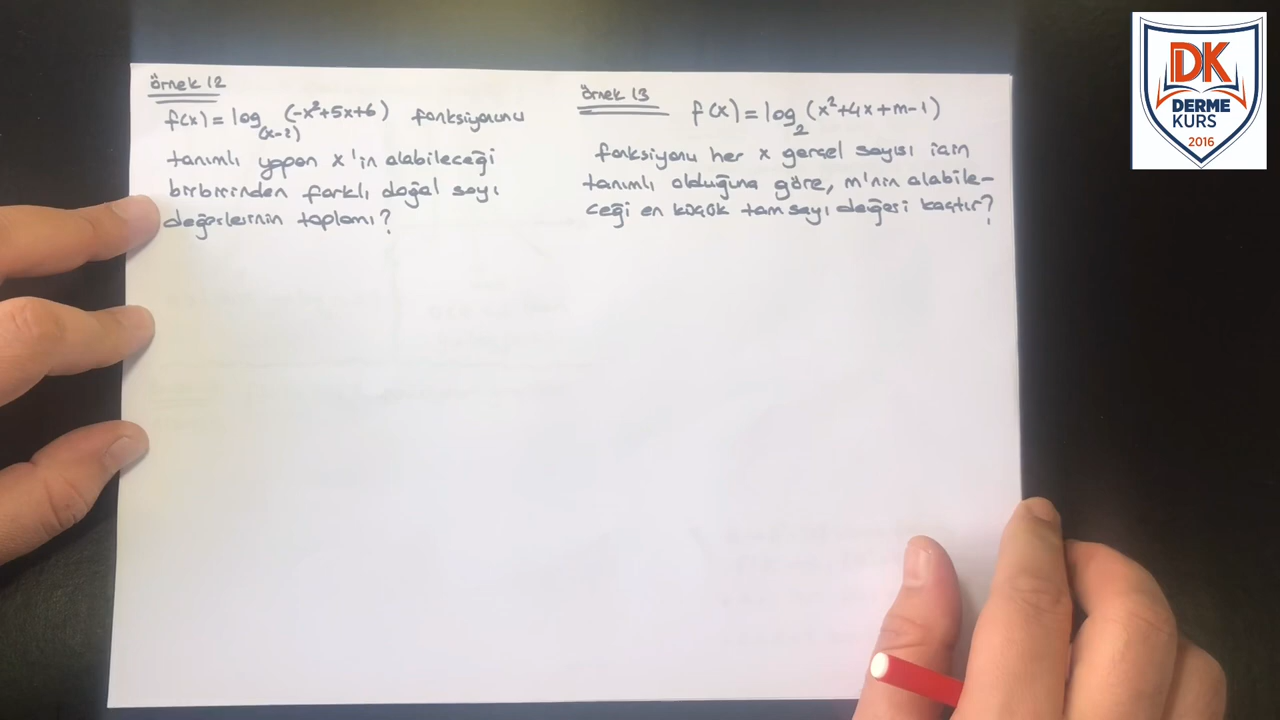 Örnek 12
f(x) = log_(x-2) (-x²+5x+6) fonksiyonunu
tanımlı yapan x'in alabileceği
birbirinden farklı doğal sayı
değerlerinin toplamı?
Örnek 13
f(x) = log_2 (x²+4x+m-1)
fonksiyonu her x gerçel sayısı için
tanımlı olduğuna göre, m'nin alabile-
ceği en küçük tam sayı değeri kaçtır?
DK
DERME
KURS
2016